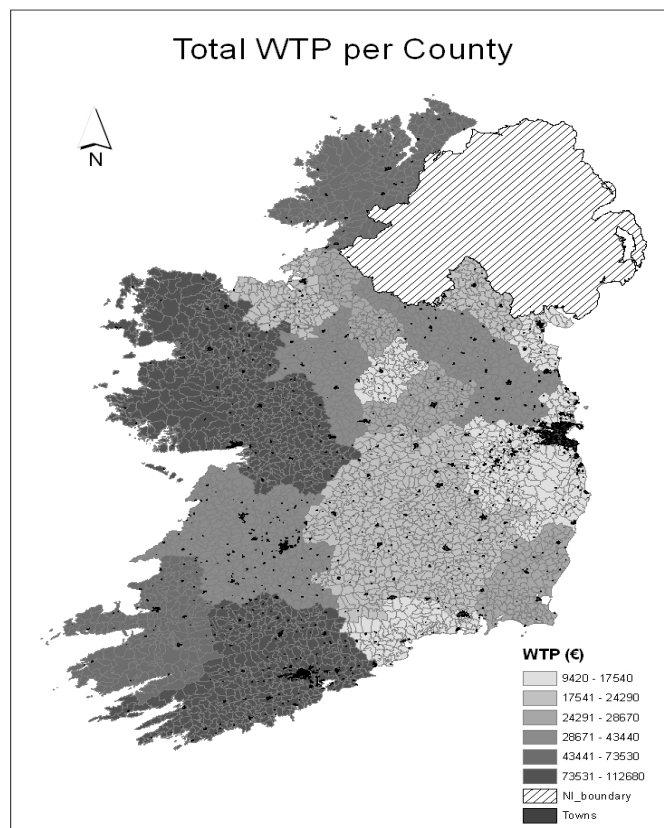 Total WTP per County
N
WTP (€)
9420 - 17540
17541 - 24290
24291 - 28670
28671 - 43440
43441 - 73530
73531 - 112680
NI_boundary
Towns